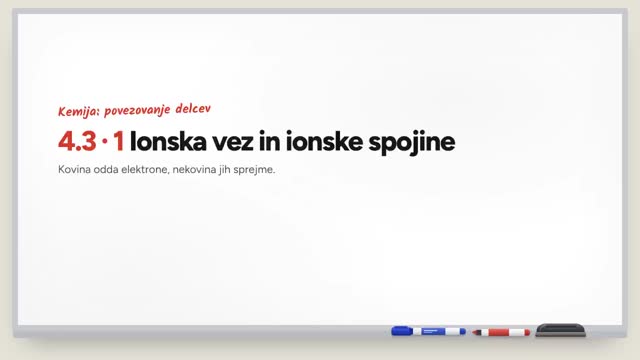 Kemija: povezovanje delcev
4.3 · 1 Ionska vez in ionske spojine
Kovina odda elektrone, nekovina jih sprejme.